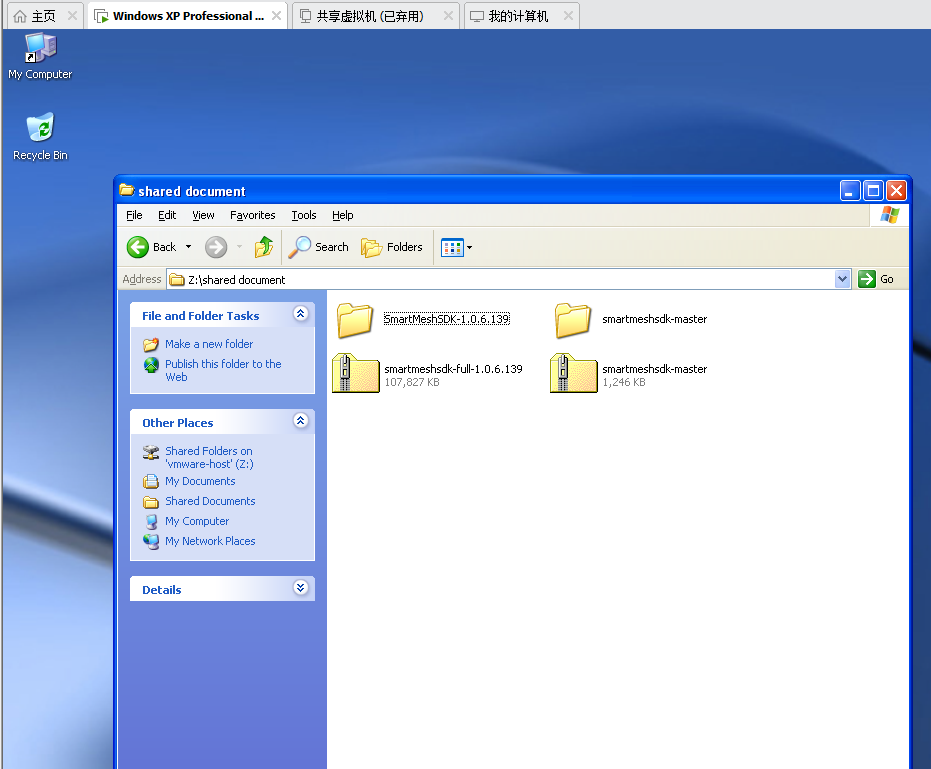 主页
Windows XP Professional ...
共享虚拟机 (已弃用)
我的计算机
My Computer
Recycle Bin
shared document
File Edit View Favorites Tools Help
Back
Search
Folders
Address
Z:\shared document
Go
File and Folder Tasks
Make a new folder
Publish this folder to the
Web
Other Places
Shared Folders on
'vmware-host' (Z:)
My Documents
Shared Documents
My Computer
My Network Places
Details
SmartMeshSDK-1.0.6.139
smartmeshsdk-master
smartmeshsdk-full-1.0.6.139
107,827 KB
smartmeshsdk-master
1,246 KB